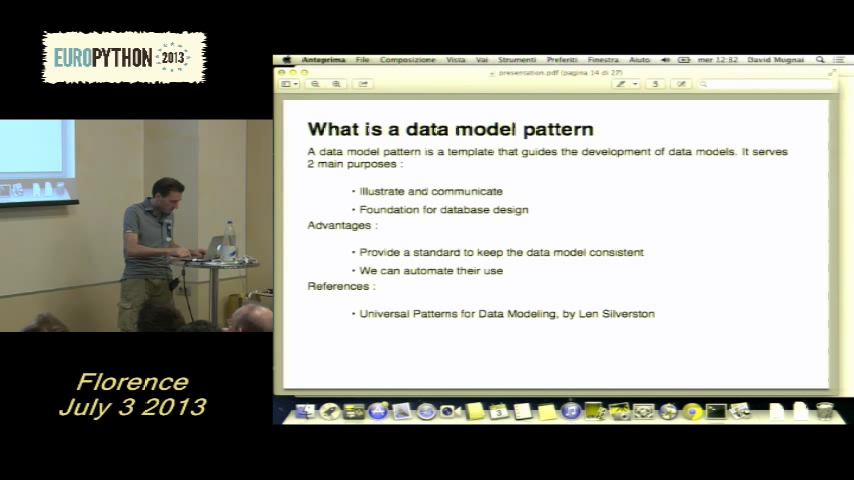 EUROPYTHON 2013
Anteprima File Composizione Vista Vai Strumenti Preferiti Finestra Aiuto mer 12:32 David Mugnai
presentation.pdf (pagina 14 di 27)
What is a data model pattern
A data model pattern is a template that guides the development of data models. It serves
2 main purposes :
• Illustrate and communicate
• Foundation for database design
Advantages :
• Provide a standard to keep the data model consistent
• We can automate their use
References :
• Universal Patterns for Data Modeling, by Len Silverston
Florence
July 3 2013